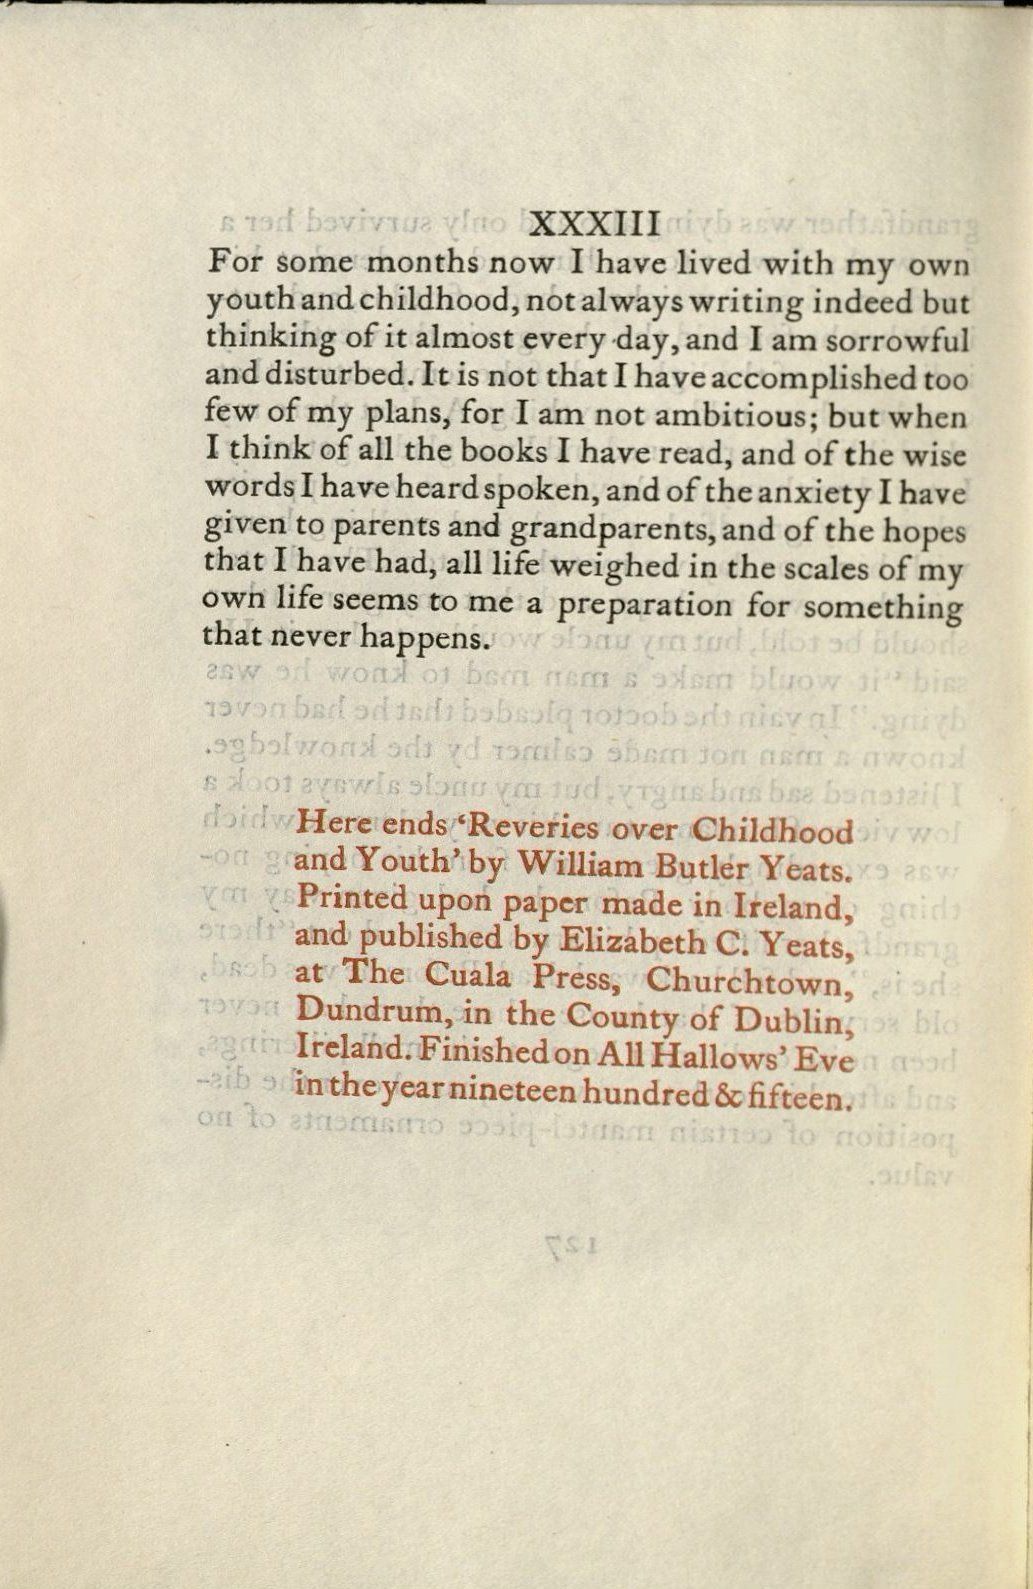 XXXIII
For some months now I have lived with my own
youth and childhood, not always writing indeed but
thinking of it almost every day, and I am sorrowful
and disturbed. It is not that I have accomplished too
few of my plans, for I am not ambitious; but when
I think of all the books I have read, and of the wise
words I have heard spoken, and of the anxiety I have
given to parents and grandparents, and of the hopes
that I have had, all life weighed in the scales of my
own life seems to me a preparation for something
that never happens.
Here ends ‘Reveries over Childhood
and Youth’ by William Butler Yeats.
Printed upon paper made in Ireland,
and published by Elizabeth C. Yeats,
at The Cuala Press, Churchtown,
Dundrum, in the County of Dublin,
Ireland. Finished on All Hallows’ Eve
in the year nineteen hundred & fifteen.